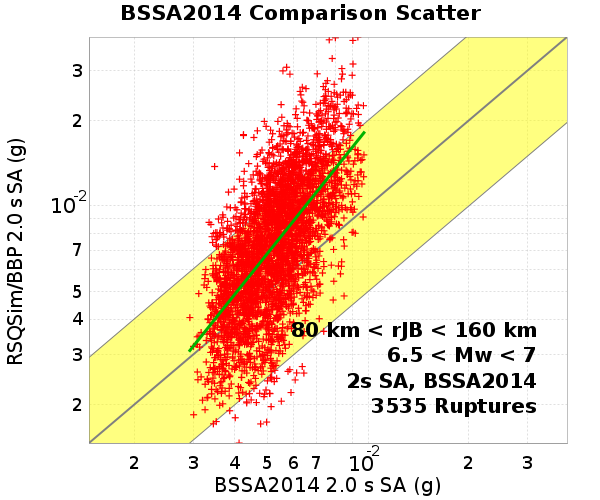 BSSA2014 Comparison Scatter
RSQSim/BBP 2.0 s SA (g)
3
2
10-2
7
5
4
3
2
80 km < rJB < 160 km
6.5 < Mw < 7
2s SA, BSSA2014
3535 Ruptures
2 3 4 5 6 7 10-2 2 3
BSSA2014 2.0 s SA (g)